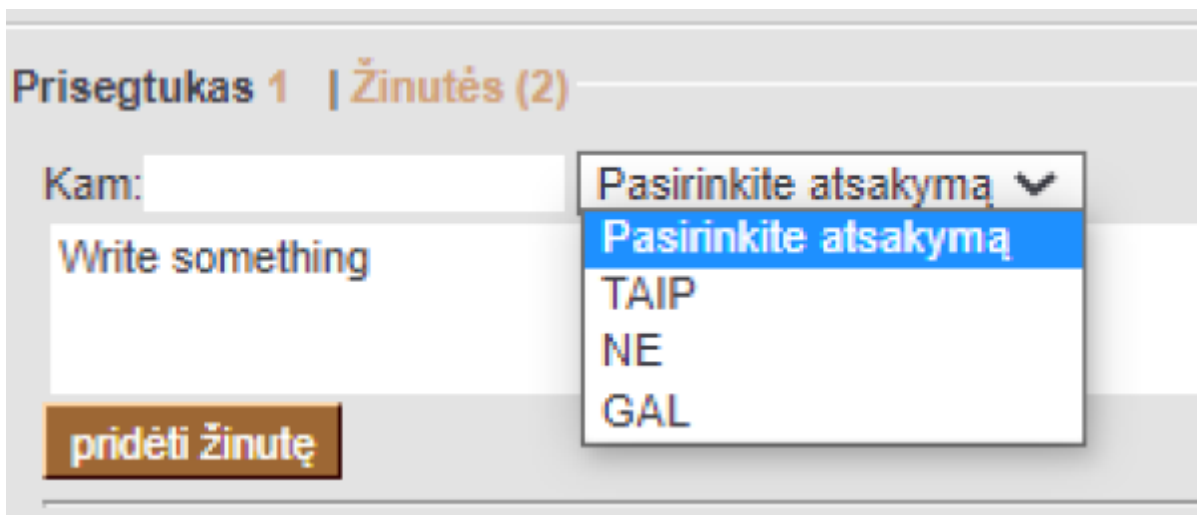 Prisegtukas 1 | Žinutės (2)
Kam: Pasirinkite atsakymą
Write something
Pasirinkite atsakymą
TAIP
NE
GAL
pridėti žinutę